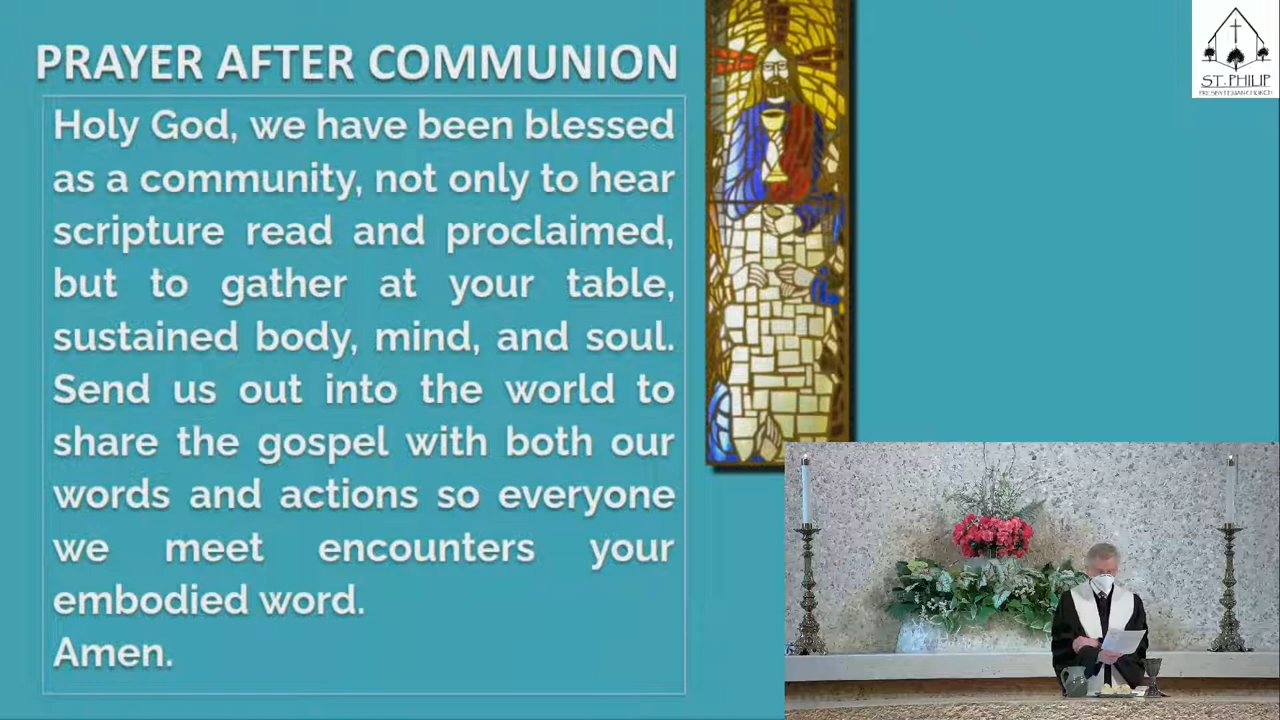 PRAYER AFTER COMMUNION
Holy God, we have been blessed
as a community, not only to hear
scripture read and proclaimed,
but to gather at your table,
sustained body, mind, and soul.
Send us out into the world to
share the gospel with both our
words and actions so everyone
we meet encounters your
embodied word.
Amen.
ST. PHILIP
PRESBYTERIAN CHURCH